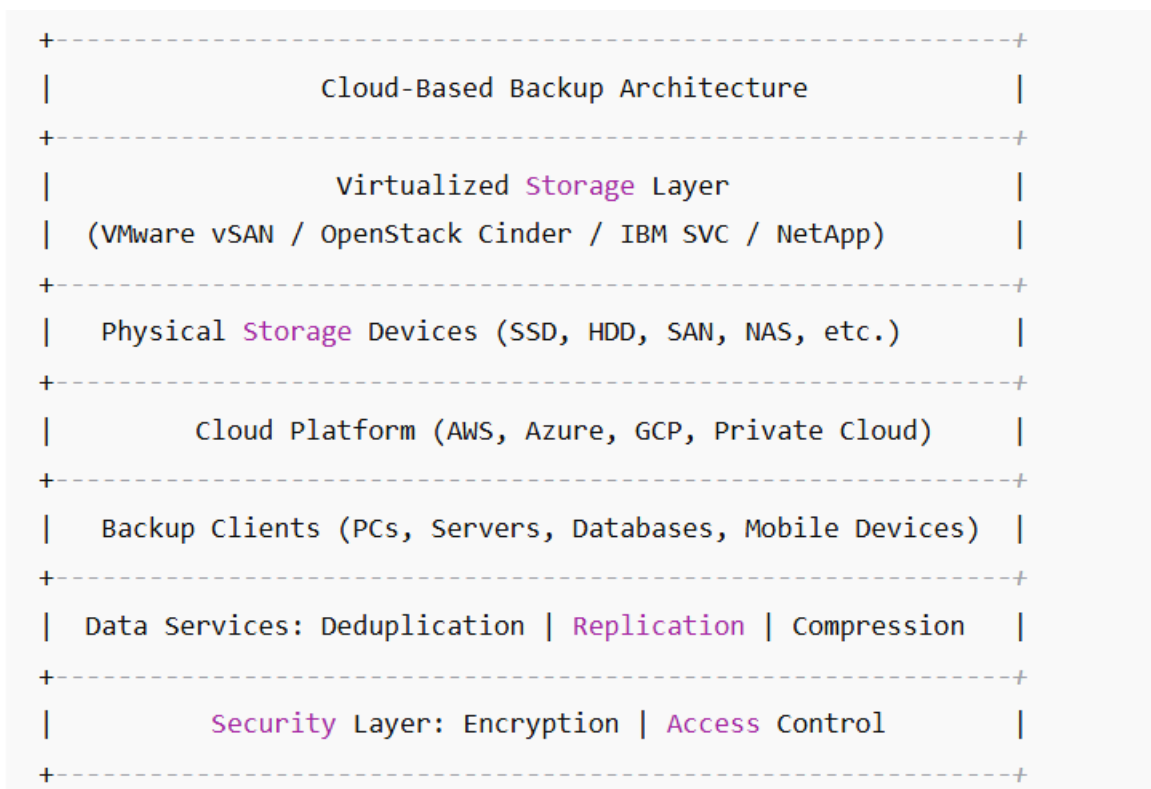 +--------------------------------------------------------------+
| Cloud-Based Backup Architecture |
+--------------------------------------------------------------+
| Virtualized Storage Layer |
| (VMware vSAN / OpenStack Cinder / IBM SVC / NetApp) |
+--------------------------------------------------------------+
| Physical Storage Devices (SSD, HDD, SAN, NAS, etc.) |
+--------------------------------------------------------------+
| Cloud Platform (AWS, Azure, GCP, Private Cloud) |
+--------------------------------------------------------------+
| Backup Clients (PCs, Servers, Databases, Mobile Devices) |
+--------------------------------------------------------------+
| Data Services: Deduplication | Replication | Compression |
+--------------------------------------------------------------+
| Security Layer: Encryption | Access Control |
+--------------------------------------------------------------+